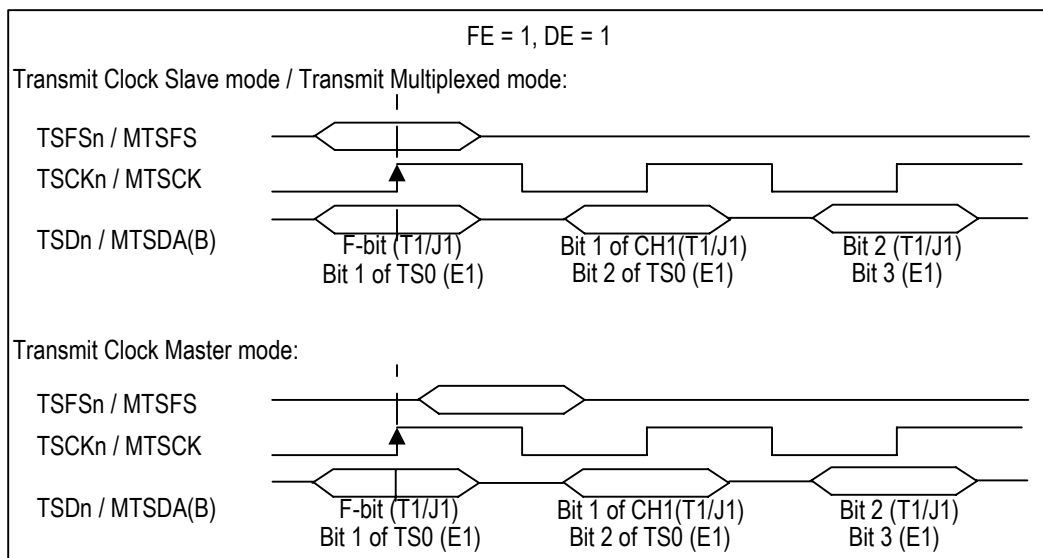 FE = 1, DE = 1
Transmit Clock Slave mode / Transmit Multiplexed mode:
TSFSn / MTSFS
TSCKn / MTSCK
TSDn / MTSDA(B)
F-bit (T1/J1)
Bit 1 of TS0 (E1)
Bit 1 of CH1(T1/J1)
Bit 2 of TS0 (E1)
Bit 2 (T1/J1)
Bit 3 (E1)
Transmit Clock Master mode:
TSFSn / MTSFS
TSCKn / MTSCK
TSDn / MTSDA(B)
F-bit (T1/J1)
Bit 1 of TS0 (E1)
Bit 1 of CH1(T1/J1)
Bit 2 of TS0 (E1)
Bit 2 (T1/J1)
Bit 3 (E1)